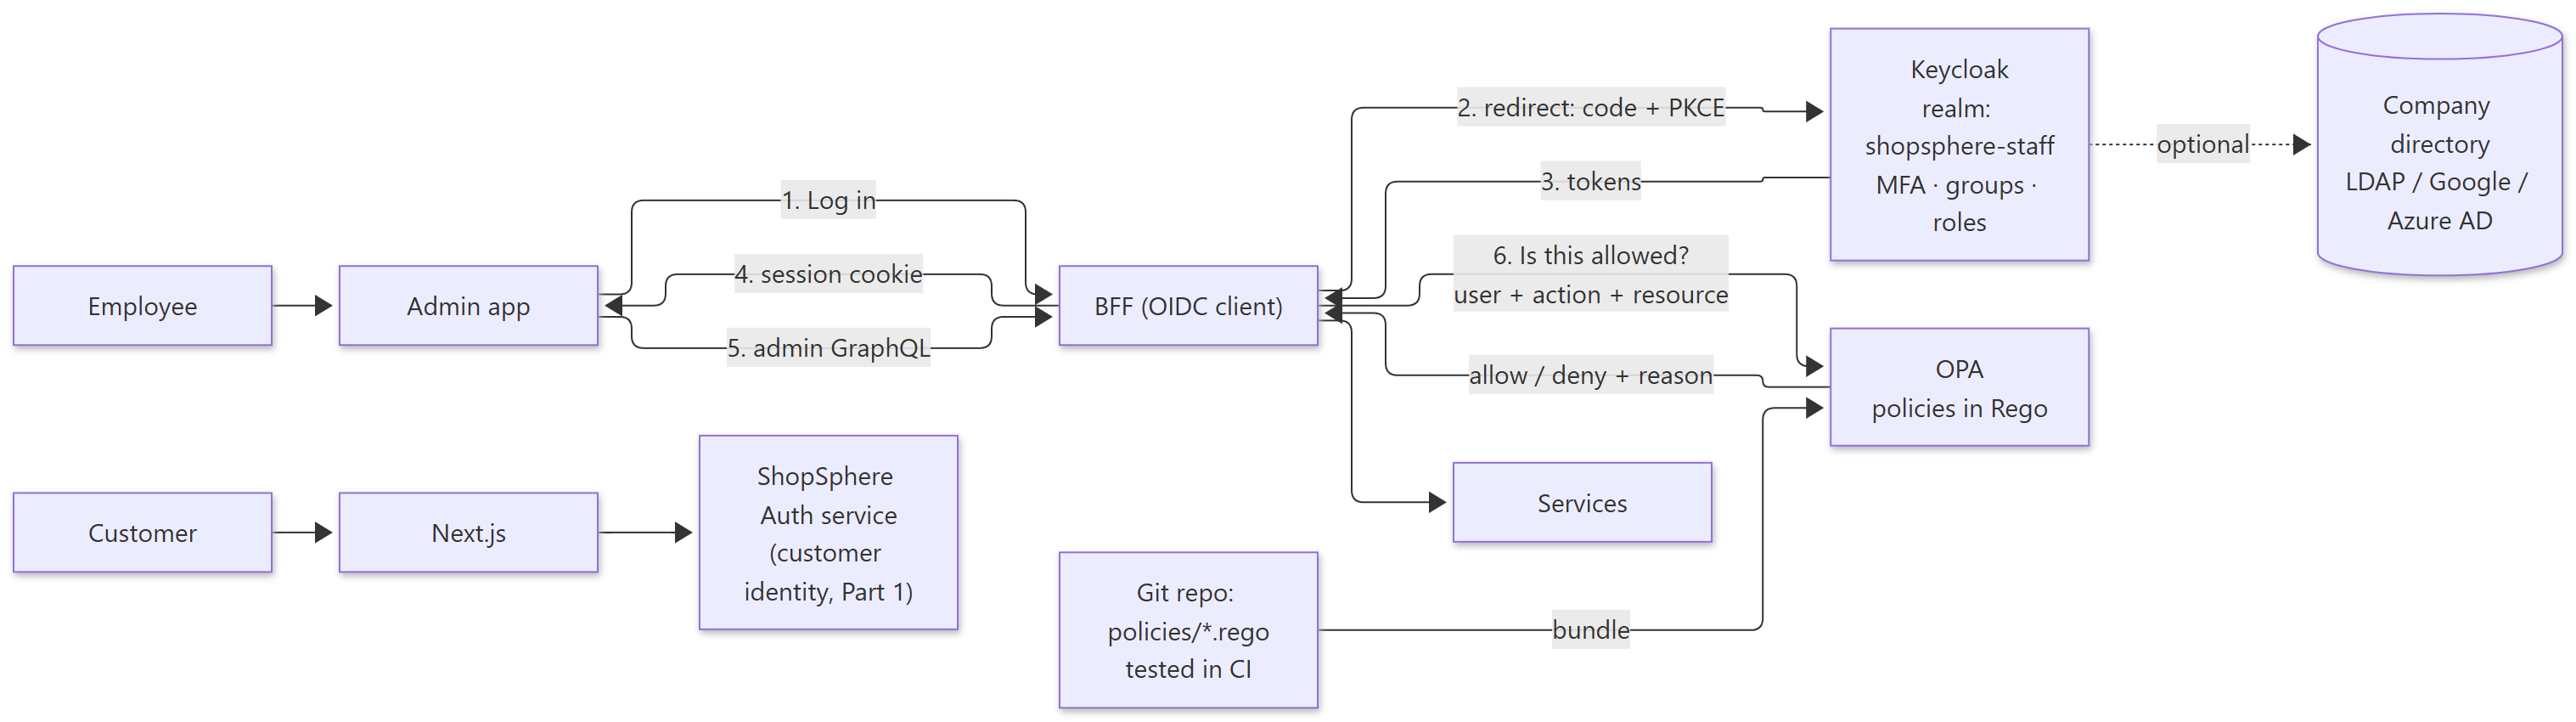 Employee
Admin app
1. Log in
4. session cookie
5. admin GraphQL
BFF (OIDC client)
2. redirect: code + PKCE
3. tokens
6. Is this allowed?
user + action + resource
allow / deny + reason
Keycloak
realm:
shopsphere-staff
MFA · groups ·
roles
optional
Company
directory
LDAP / Google /
Azure AD
OPA
policies in Rego
Services
Customer
Next.js
ShopSphere
Auth service
(customer
identity, Part 1)
Git repo:
policies/*.rego
tested in CI
bundle